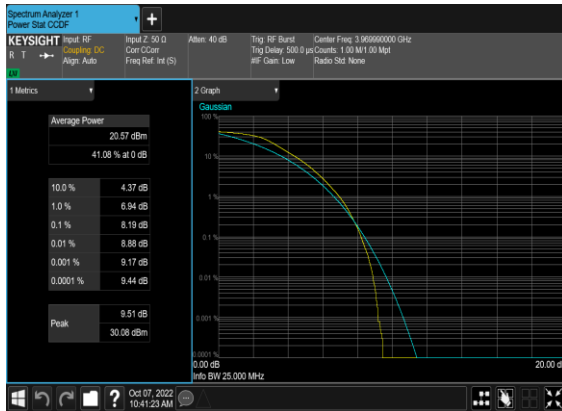 Spectrum Analyzer 1
Power Stat CCDF
KEYSIGHT
R T
LXI
Input: RF
Coupling: DC
Align: Auto
Input Z: 50 Ω
Corr CCorr
Freq Ref: Int (S)
Atten: 40 dB
Trig: RF Burst
Trig Delay: 500.0 µs
#IF Gain: Low
Center Freq: 3.969990000 GHz
Counts: 1.00 M/1.00 Mpt
Radio Std: None
1 Metrics
Average Power
20.57 dBm
41.08 % at 0 dB
10.0 % 4.37 dB
1.0 % 6.94 dB
0.1 % 8.19 dB
0.01 % 8.88 dB
0.001 % 9.17 dB
0.0001 % 9.44 dB
Peak
9.51 dB
30.08 dBm
2 Graph
Gaussian
100 %
10 %
1 %
0.1 %
0.01 %
0.001 %
0.0001 %
0.00 dB
20.00 d
Info BW 25.000 MHz
?
Oct 07, 2022
10:41:23 AM